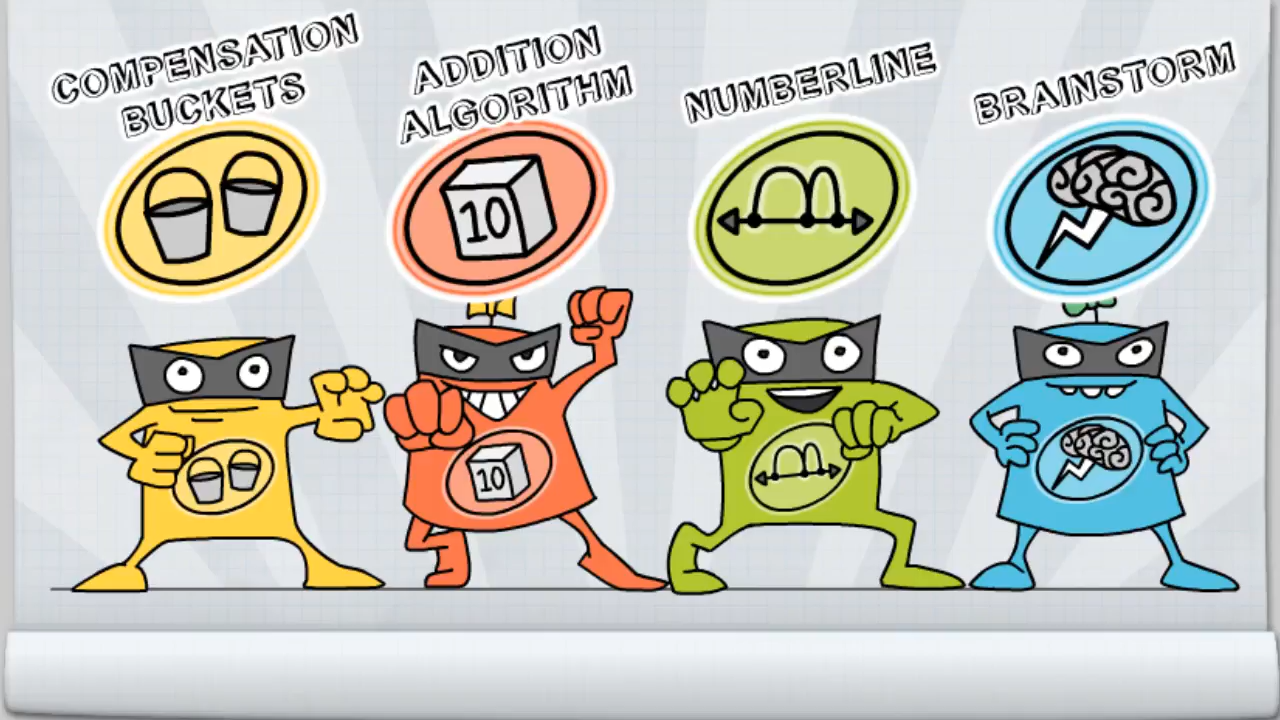 COMPENSATION
BUCKETS
ADDITION
ALGORITHM
NUMBERLINE
BRAINSTORM
10
10